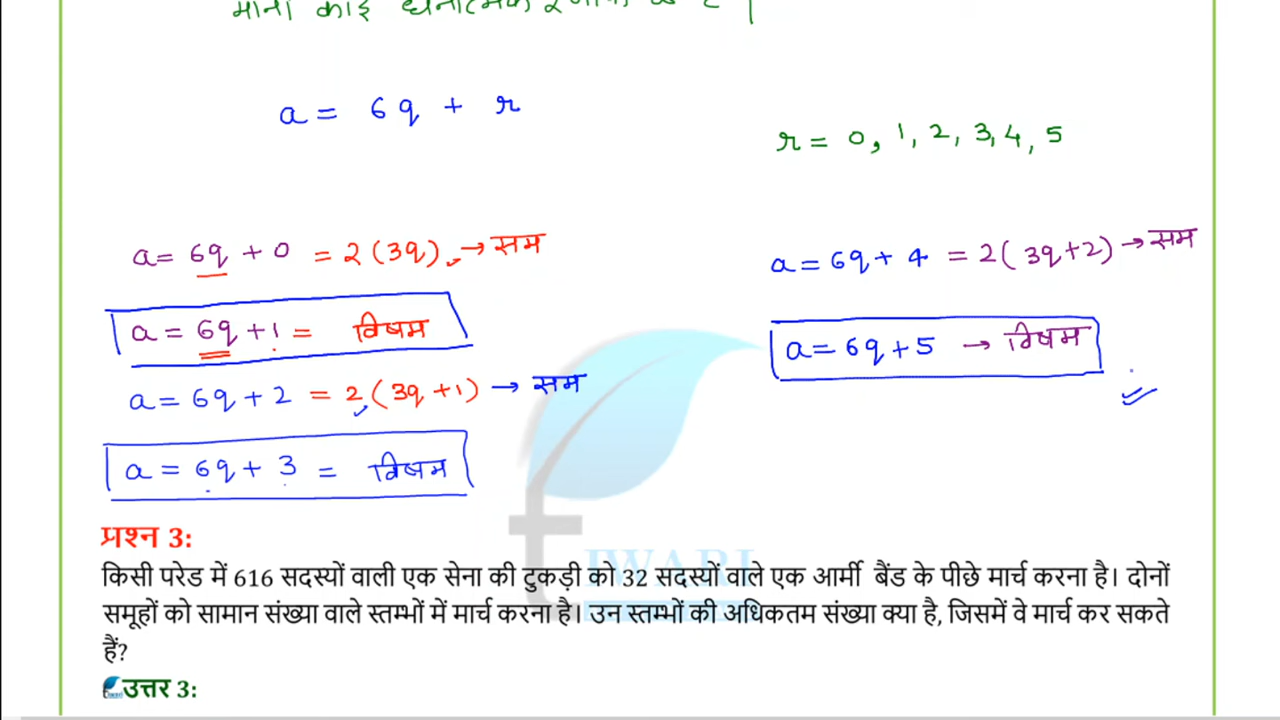 माना कोई धनात्मक
a = 6q + r
r = 0, 1, 2, 3, 4, 5
a = 6q + 0 = 2 (3q) → सम
a = 6q + 1 = विषम
a = 6q + 2 = 2 (3q + 1) → सम
a = 6q + 3 = विषम
a = 6q + 4 = 2 ( 3q + 2) → सम
a = 6q + 5 → विषम
प्रश्न 3:
किसी परेड में 616 सदस्यों वाली एक सेना की टुकड़ी को 32 सदस्यों वाले एक आर्मी बैंड के पीछे मार्च करना है। दोनों
समूहों को सामान संख्या वाले स्तम्भों में मार्च करना है। उन स्तम्भों की अधिकतम संख्या क्या है, जिसमें वे मार्च कर सकते
हैं?
उत्तर 3:
IWARI